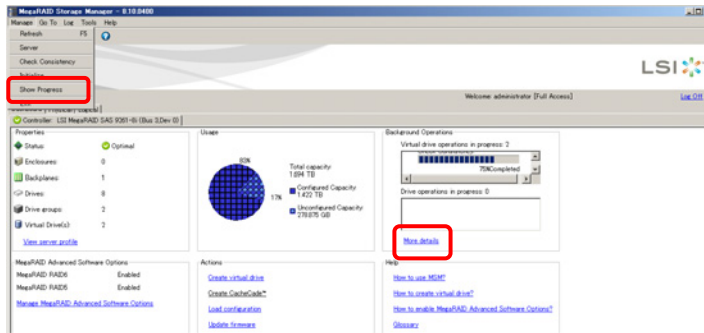 MegaRAID Storage Manager - 8.10.0400
Manage Go To Log Tools Help
Refresh F5
Server
Check Consistency
Initialize
Show Progress
LSI
Welcome: administrator [Full Access]
Log Off
Controller: LSI MegaRAID SAS 9261-8i (Bus 3,Dev 0)
Properties
Status: Optimal
Enclosures: 0
Backplanes: 1
Drives: 8
Drive groups: 2
Virtual Drive(s): 2
View server profile
Usage
83%
17%
Total capacity:
1.694 TB
Configured Capacity
1.422 TB
Unconfigured Capacity
278.875 GB
Background Operations
Virtual drive operations in progress: 2
75%Completed
Drive operations in progress: 0
More details
MegaRAID Advanced Software Options
MegaRAID RAID6 Enabled
MegaRAID RAID5 Enabled
Manage MegaRAID Advanced Software Options
Actions
Create virtual drive
Create CacheCade™
Load configuration
Update firmware
Help
How to use MSM?
How to create virtual drive?
How to enable MegaRAID Advanced Software Options?
Glossary